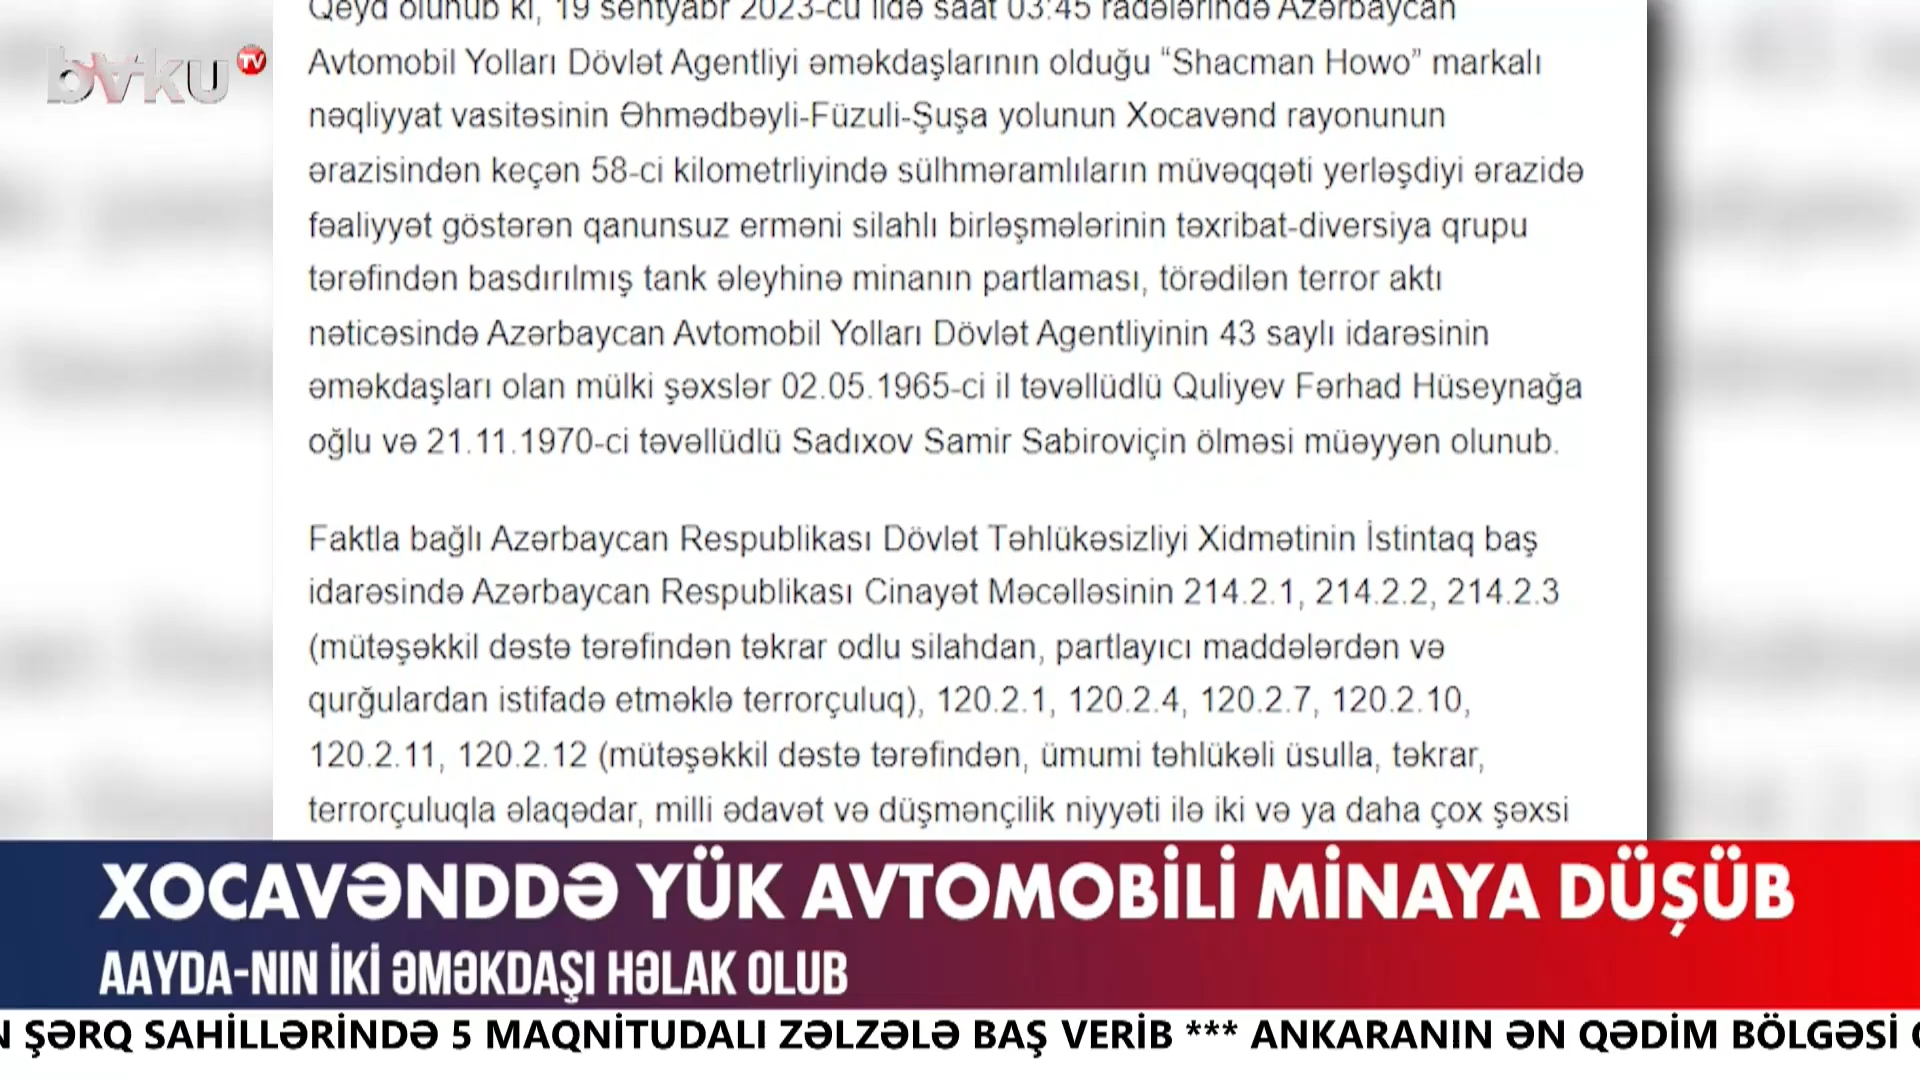 Qeyd olunub ki, 19 sentyabr 2023-cü ildə saat 03:45 radələrində Azərbaycan
bAkU TV
Avtomobil Yolları Dövlət Agentliyi əməkdaşlarının olduğu “Shacman Howo” markalı
nəqliyyat vasitəsinin Əhmədbəyli-Füzuli-Şuşa yolunun Xocavənd rayonunun
ərazisindən keçən 58-ci kilometrliyində sülhməramlıların müvəqqəti yerləşdiyi ərazidə
fəaliyyət göstərən qanunsuz erməni silahlı birləşmələrinin təxribat-diversiya qrupu
tərəfindən basdırılmış tank əleyhinə minanın partlaması, törədilən terror aktı
nəticəsində Azərbaycan Avtomobil Yolları Dövlət Agentliyinin 43 saylı idarəsinin
əməkdaşları olan mülki şəxslər 02.05.1965-ci il təvəllüdlü Quliyev Fərhad Hüseynağa
oğlu və 21.11.1970-ci təvəllüdlü Sadıxov Samir Sabiroviçin ölməsi müəyyən olunub.
Faktla bağlı Azərbaycan Respublikası Dövlət Təhlükəsizliyi Xidmətinin İstintaq baş
idarəsində Azərbaycan Respublikası Cinayət Məcəlləsinin 214.2.1, 214.2.2, 214.2.3
(mütəşəkkil dəstə tərəfindən təkrar odlu silahdan, partlayıcı maddələrdən və
qurğulardan istifadə etməklə terrorçuluq), 120.2.1, 120.2.4, 120.2.7, 120.2.10,
120.2.11, 120.2.12 (mütəşəkkil dəstə tərəfindən, ümumi təhlükəli üsulla, təkrar,
terrorçuluqla əlaqədar, milli ədavət və düşmənçilik niyyəti ilə iki və ya daha çox şəxsi
XOCAVƏNDDƏ YÜK AVTOMOBİLİ MİNAYA DÜŞÜB
AAYDA-NIN İKİ ƏMƏKDAŞI HƏLAK OLUB
ŞƏRQ SAHİLLƏRİNDƏ 5 MAQNİTUDALI ZƏLZƏLƏ BAŞ VERİB *** ANKARANIN ƏN QƏDİM BÖLGƏSİ